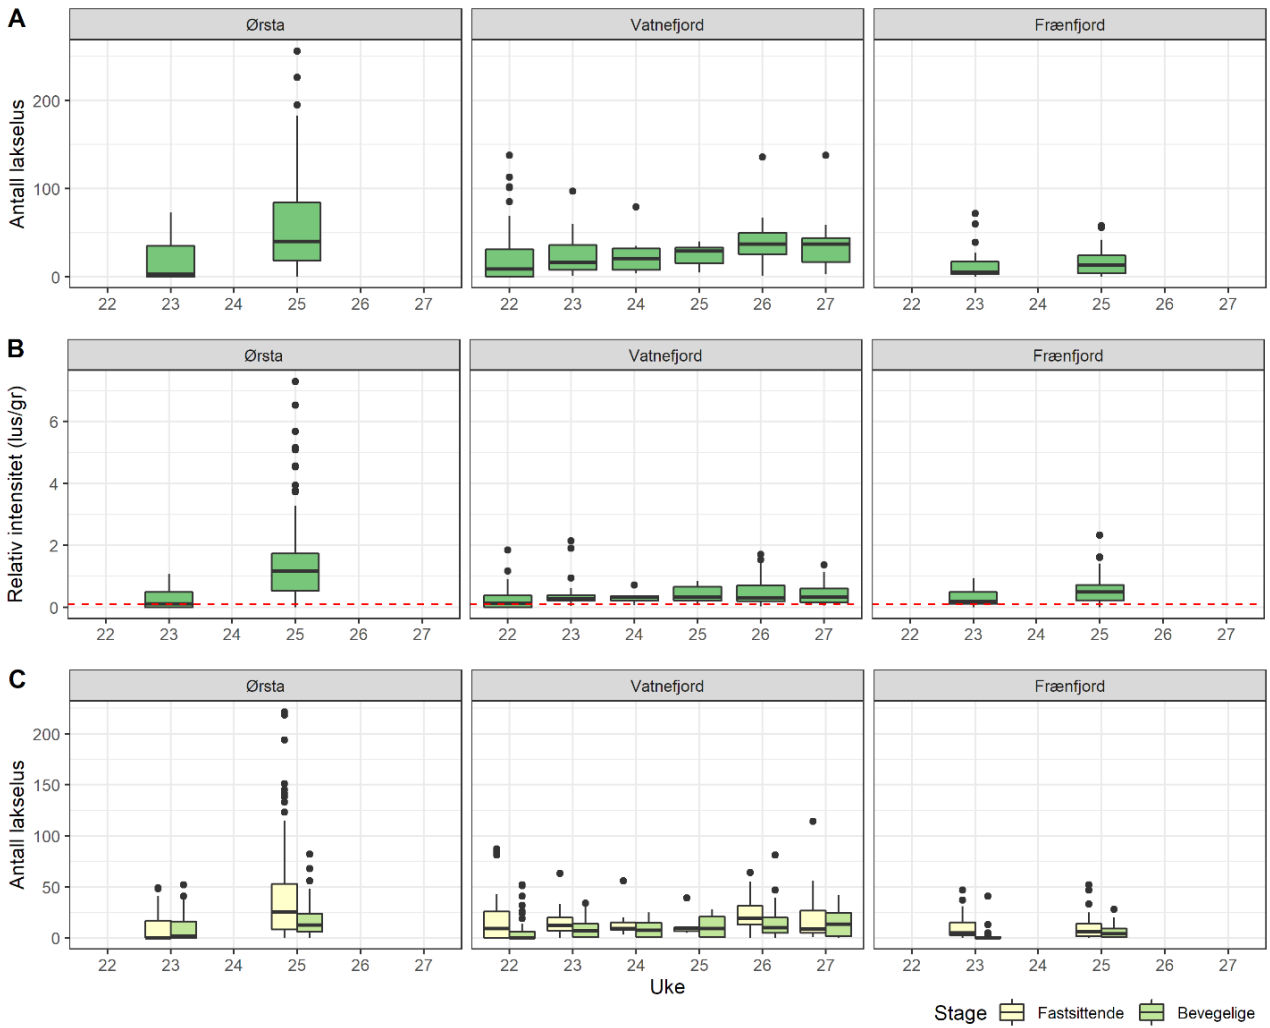 A
Ørsta
Vatnefjord
Frænfjord
Antall lakselus
200
100
0
22 23 24 25 26 27
22 23 24 25 26 27
22 23 24 25 26 27
B
Ørsta
Vatnefjord
Frænfjord
Relativ intensitet (lus/gr)
6
4
2
0
22 23 24 25 26 27
22 23 24 25 26 27
22 23 24 25 26 27
C
Ørsta
Vatnefjord
Frænfjord
Antall lakselus
200
150
100
50
0
22 23 24 25 26 27
22 23 24 25 26 27
22 23 24 25 26 27
Uke
Stage Fastsittende Bevegelige